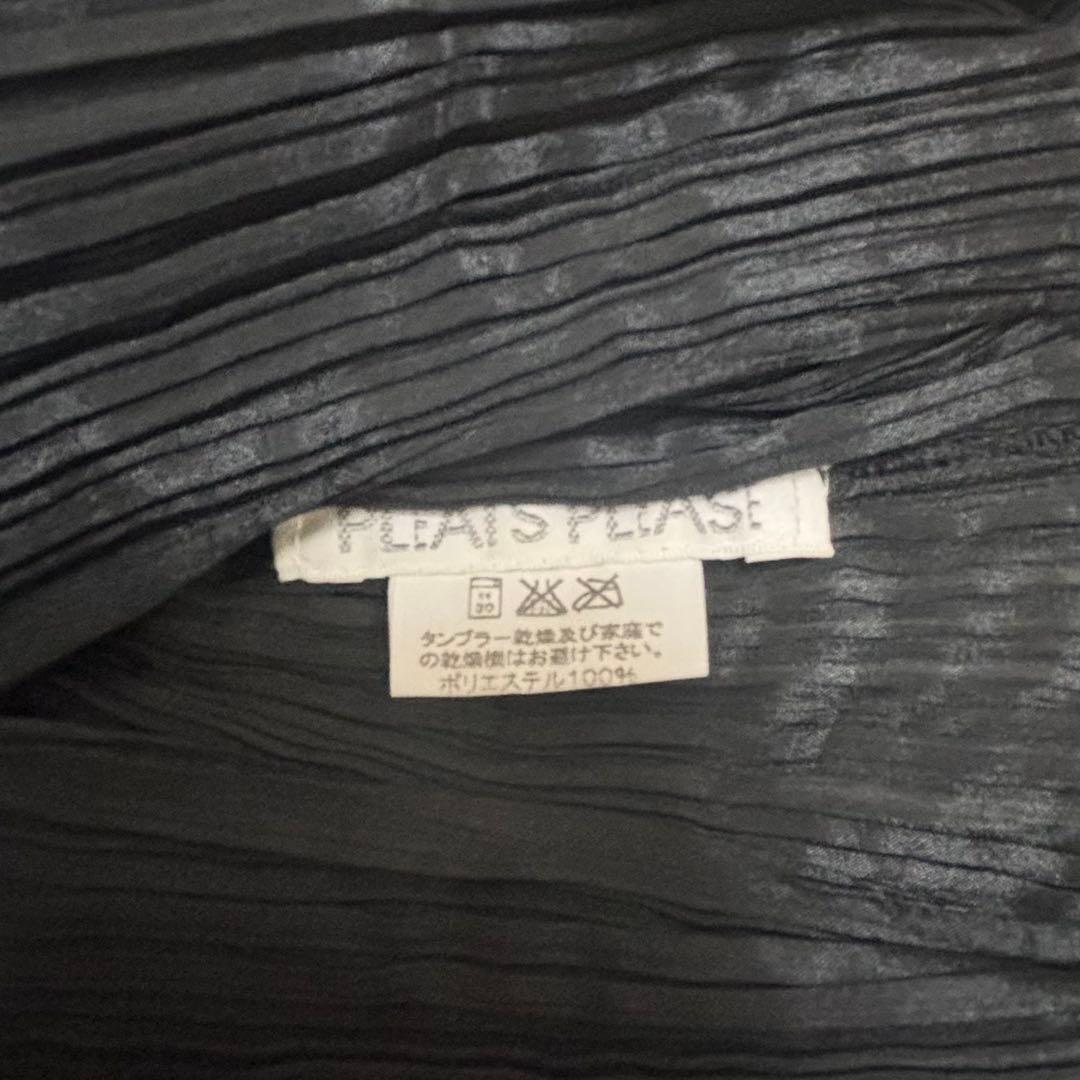 PLEATS PLEASE
30
タンブラー乾燥及び家庭で
の乾燥機はお避け下さい。
ポリエステル100%